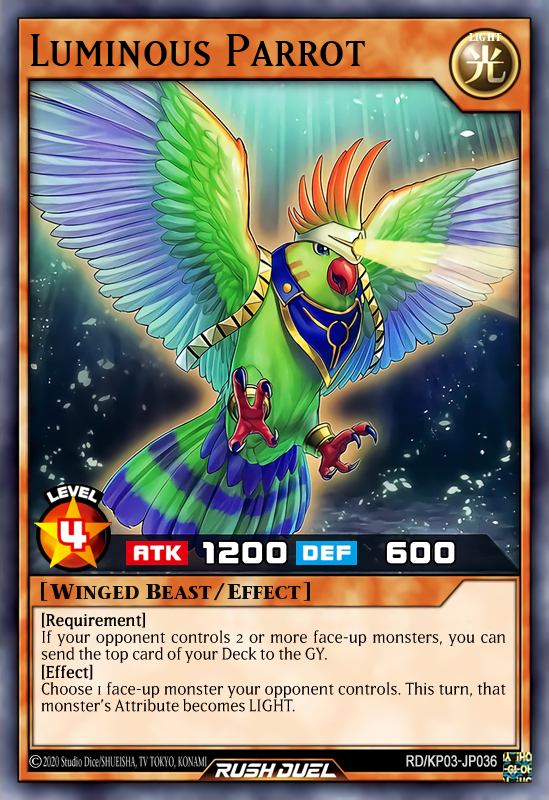 LUMINOUS PARROT
LIGHT
光
LEVEL
4
ATK 1200 DEF 600
[WINGED BEAST/EFFECT]
[Requirement]
If your opponent controls 2 or more face-up monsters, you can
send the top card of your Deck to the GY.
[Effect]
Choose 1 face-up monster your opponent controls. This turn, that
monster's Attribute becomes LIGHT.
©2020 Studio Dice/SHUEISHA, TV TOKYO, KONAMI
RUSH DUEL
RD/KP03-JP036